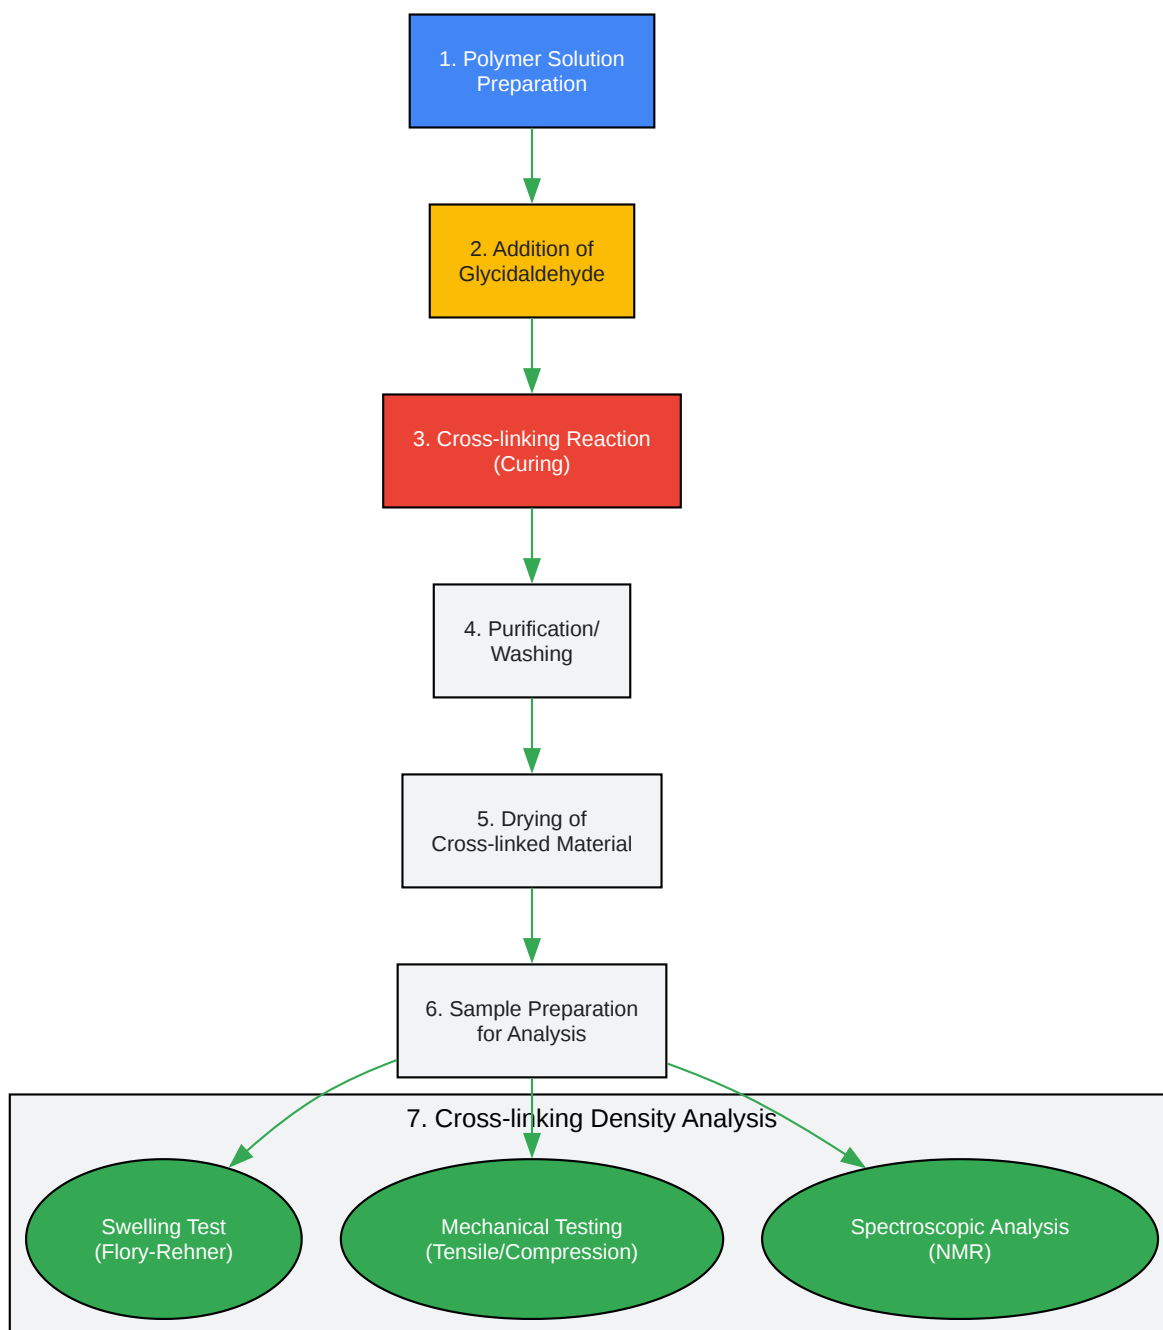 1. Polymer Solution
Preparation
2. Addition of
Glycidaldehyde
3. Cross-linking Reaction
(Curing)
4. Purification/
Washing
5. Drying of
Cross-linked Material
6. Sample Preparation
for Analysis
7. Cross-linking Density Analysis
Swelling Test
(Flory-Rehner)
Mechanical Testing
(Tensile/Compression)
Spectroscopic Analysis
(NMR)